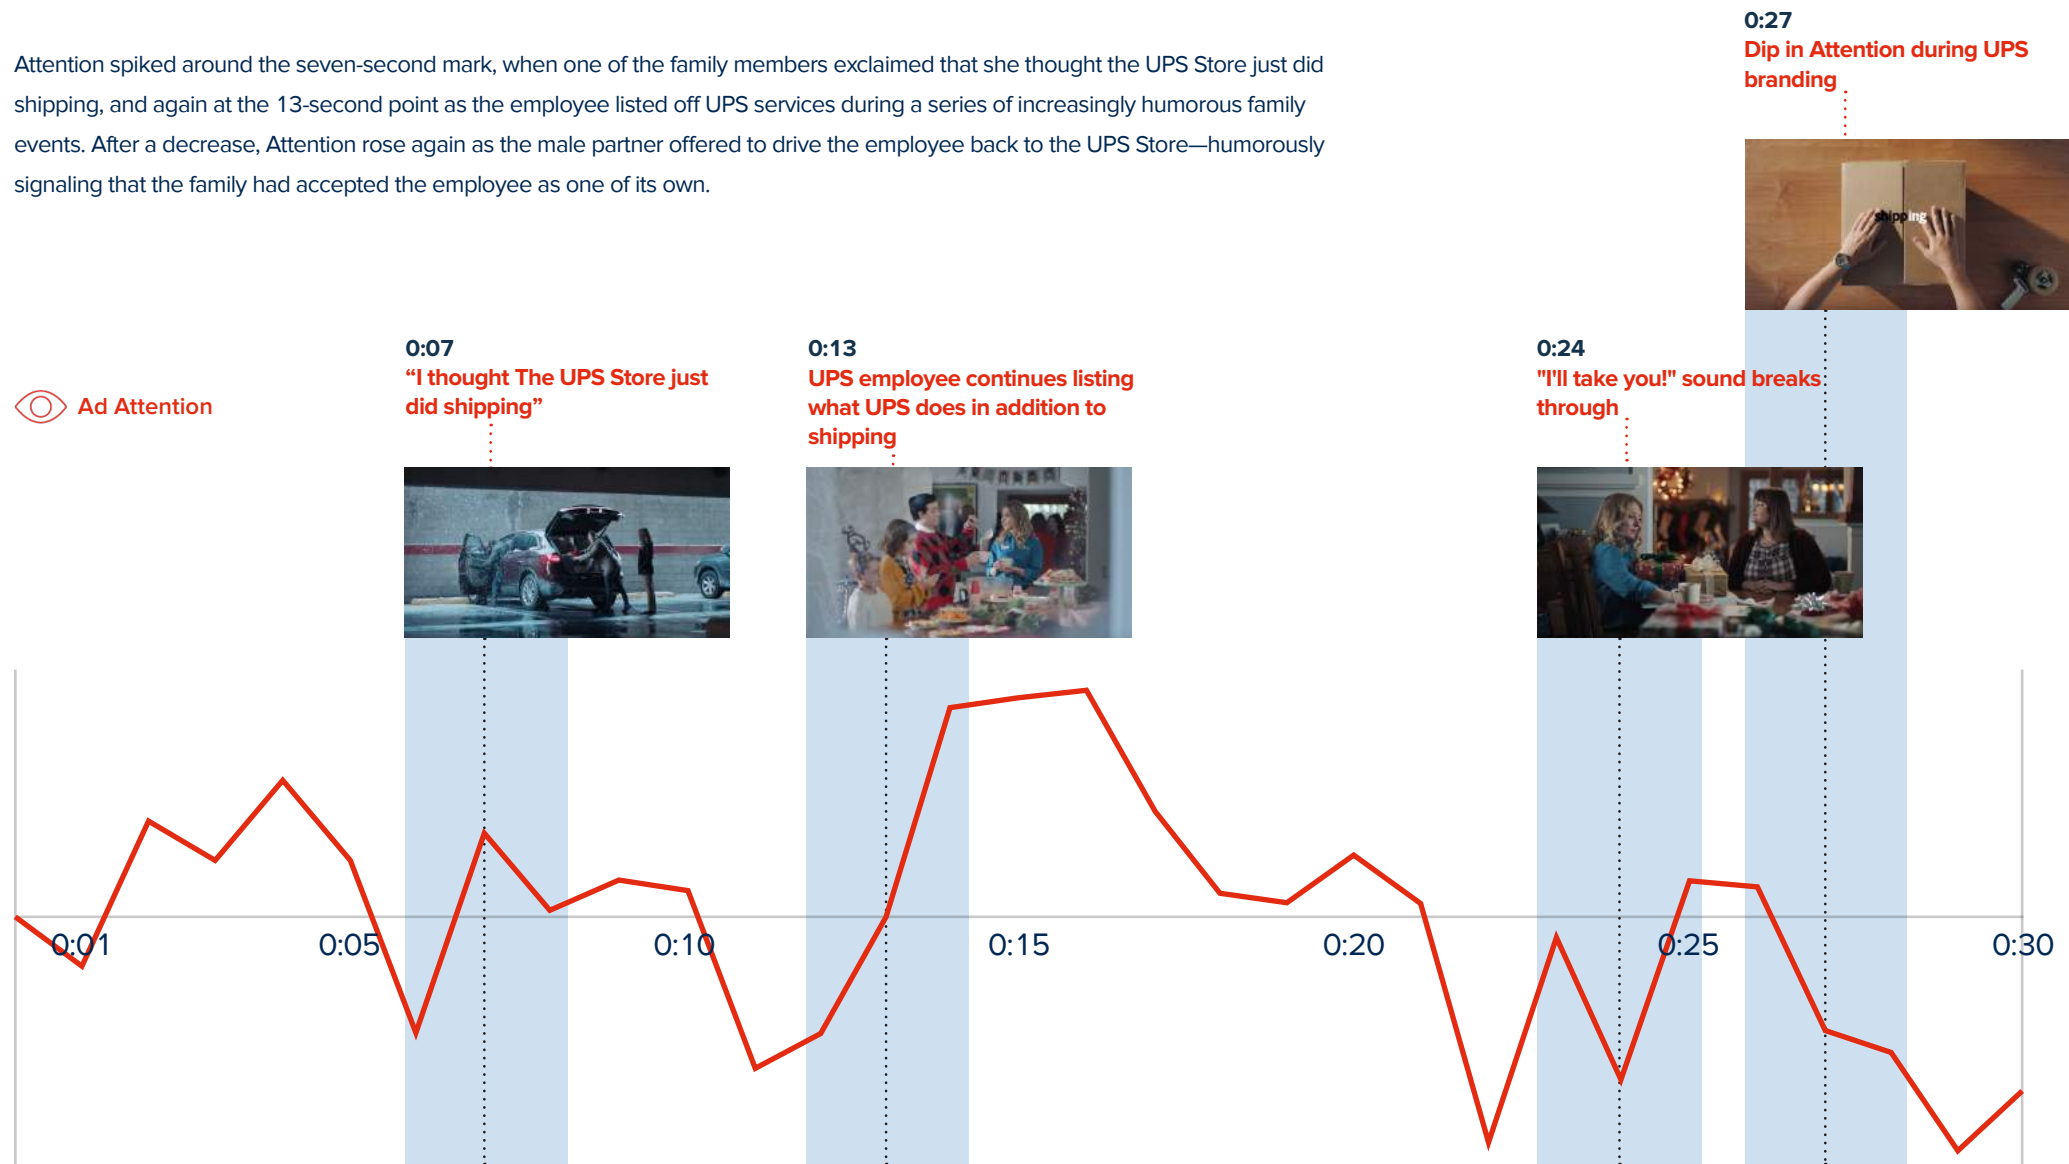 Attention spiked around the seven-second mark, when one of the family members exclaimed that she thought the UPS Store just did
shipping, and again at the 13-second point as the employee listed off UPS services during a series of increasingly humorous family
events. After a decrease, Attention rose again as the male partner offered to drive the employee back to the UPS Store—humorously
signaling that the family had accepted the employee as one of its own.
0:27
Dip in Attention during UPS
branding
shipping
Ad Attention
0:07
“I thought The UPS Store just
did shipping”
0:13
UPS employee continues listing
what UPS does in addition to
shipping
0:24
"I'll take you!" sound breaks
through
0:01
0:05
0:10
0:15
0:20
0:25
0:30